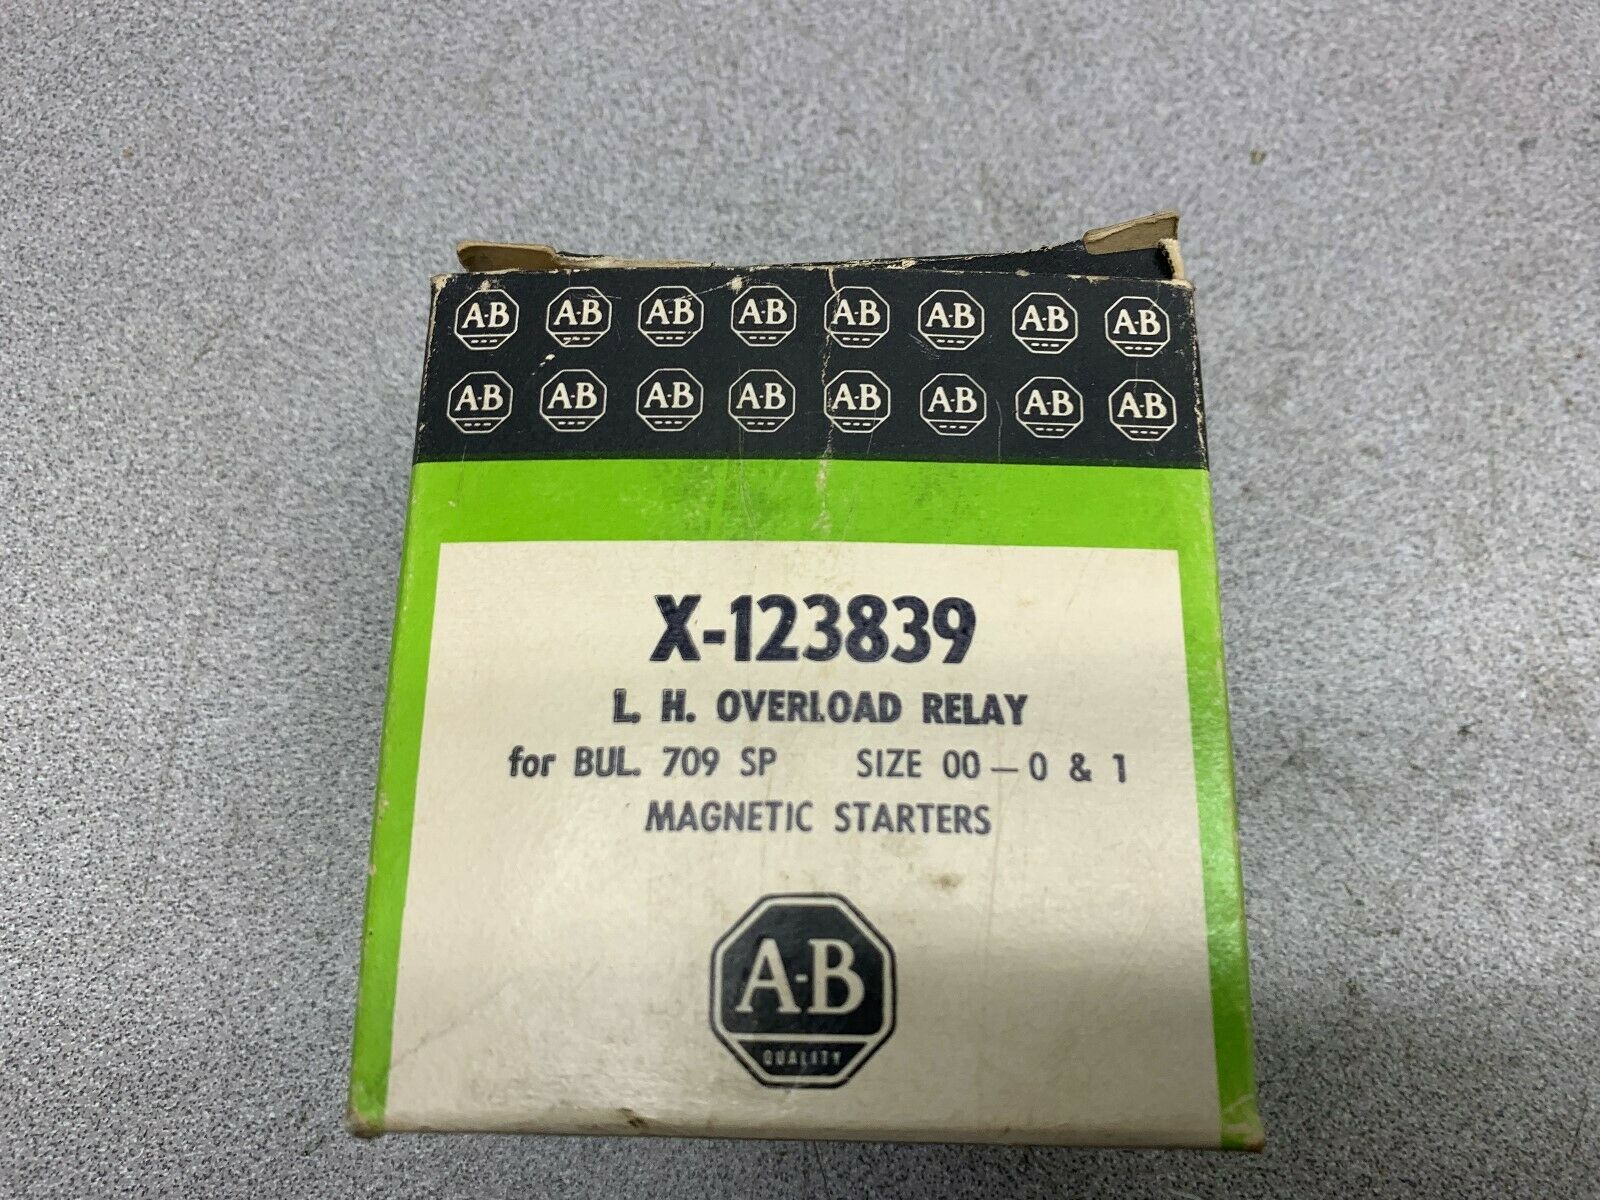 A-B A-B A-B A-B A-B A-B A-B A-B
A-B A-B A-B A-B A-B A-B A-B A-B
X-123839
L. H. OVERLOAD RELAY
for BUL. 709 SP SIZE 00 — 0 & 1
MAGNETIC STARTERS
A-B
QUALITY